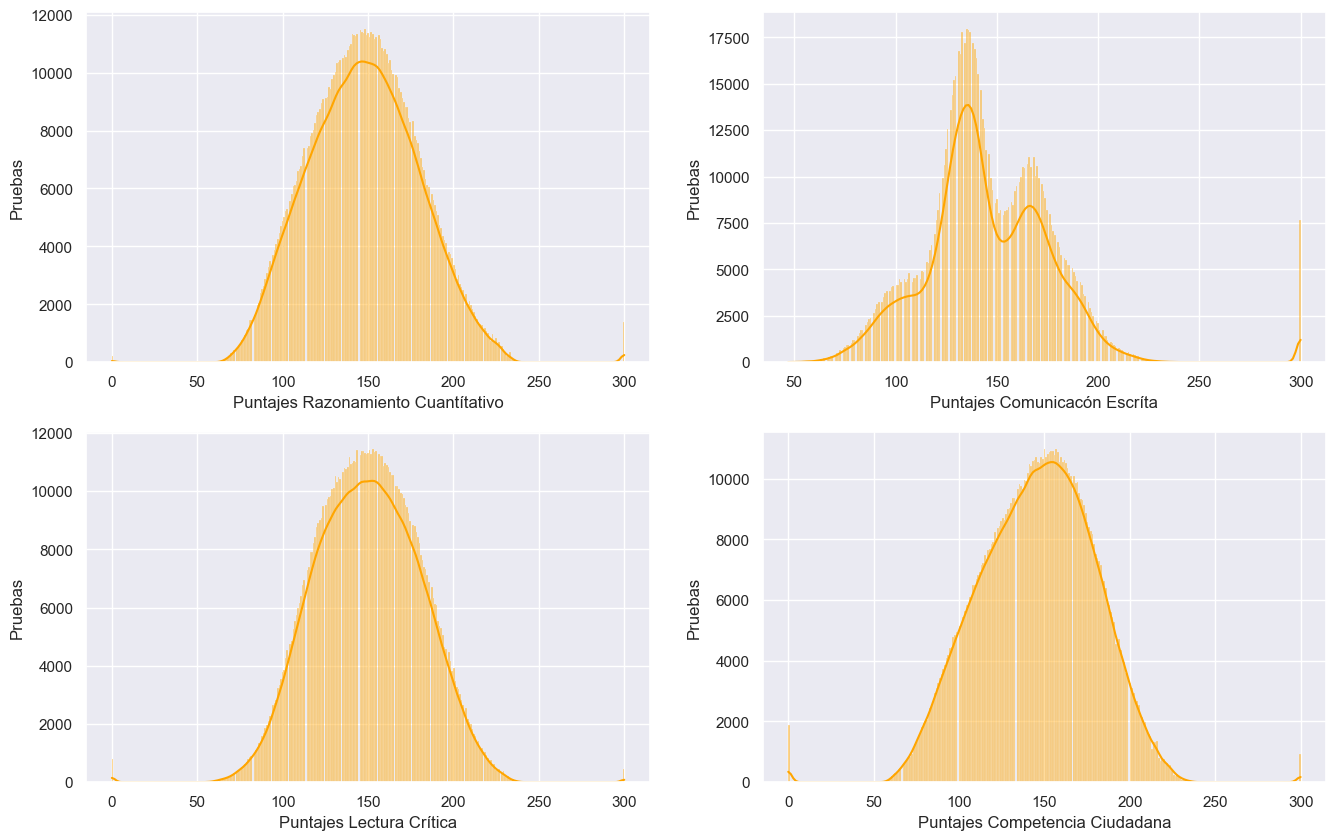 12000
10000
8000
6000
4000
2000
0
Pruebas
0 50 100 150 200 250 300
Puntajes Razonamiento Cuantítativo
17500
15000
12500
10000
7500
5000
2500
0
Pruebas
50 100 150 200 250 300
Puntajes Comunicacón Escríta
12000
10000
8000
6000
4000
2000
0
Pruebas
0 50 100 150 200 250 300
Puntajes Lectura Crítica
10000
8000
6000
4000
2000
0
Pruebas
0 50 100 150 200 250 300
Puntajes Competencia Ciudadana